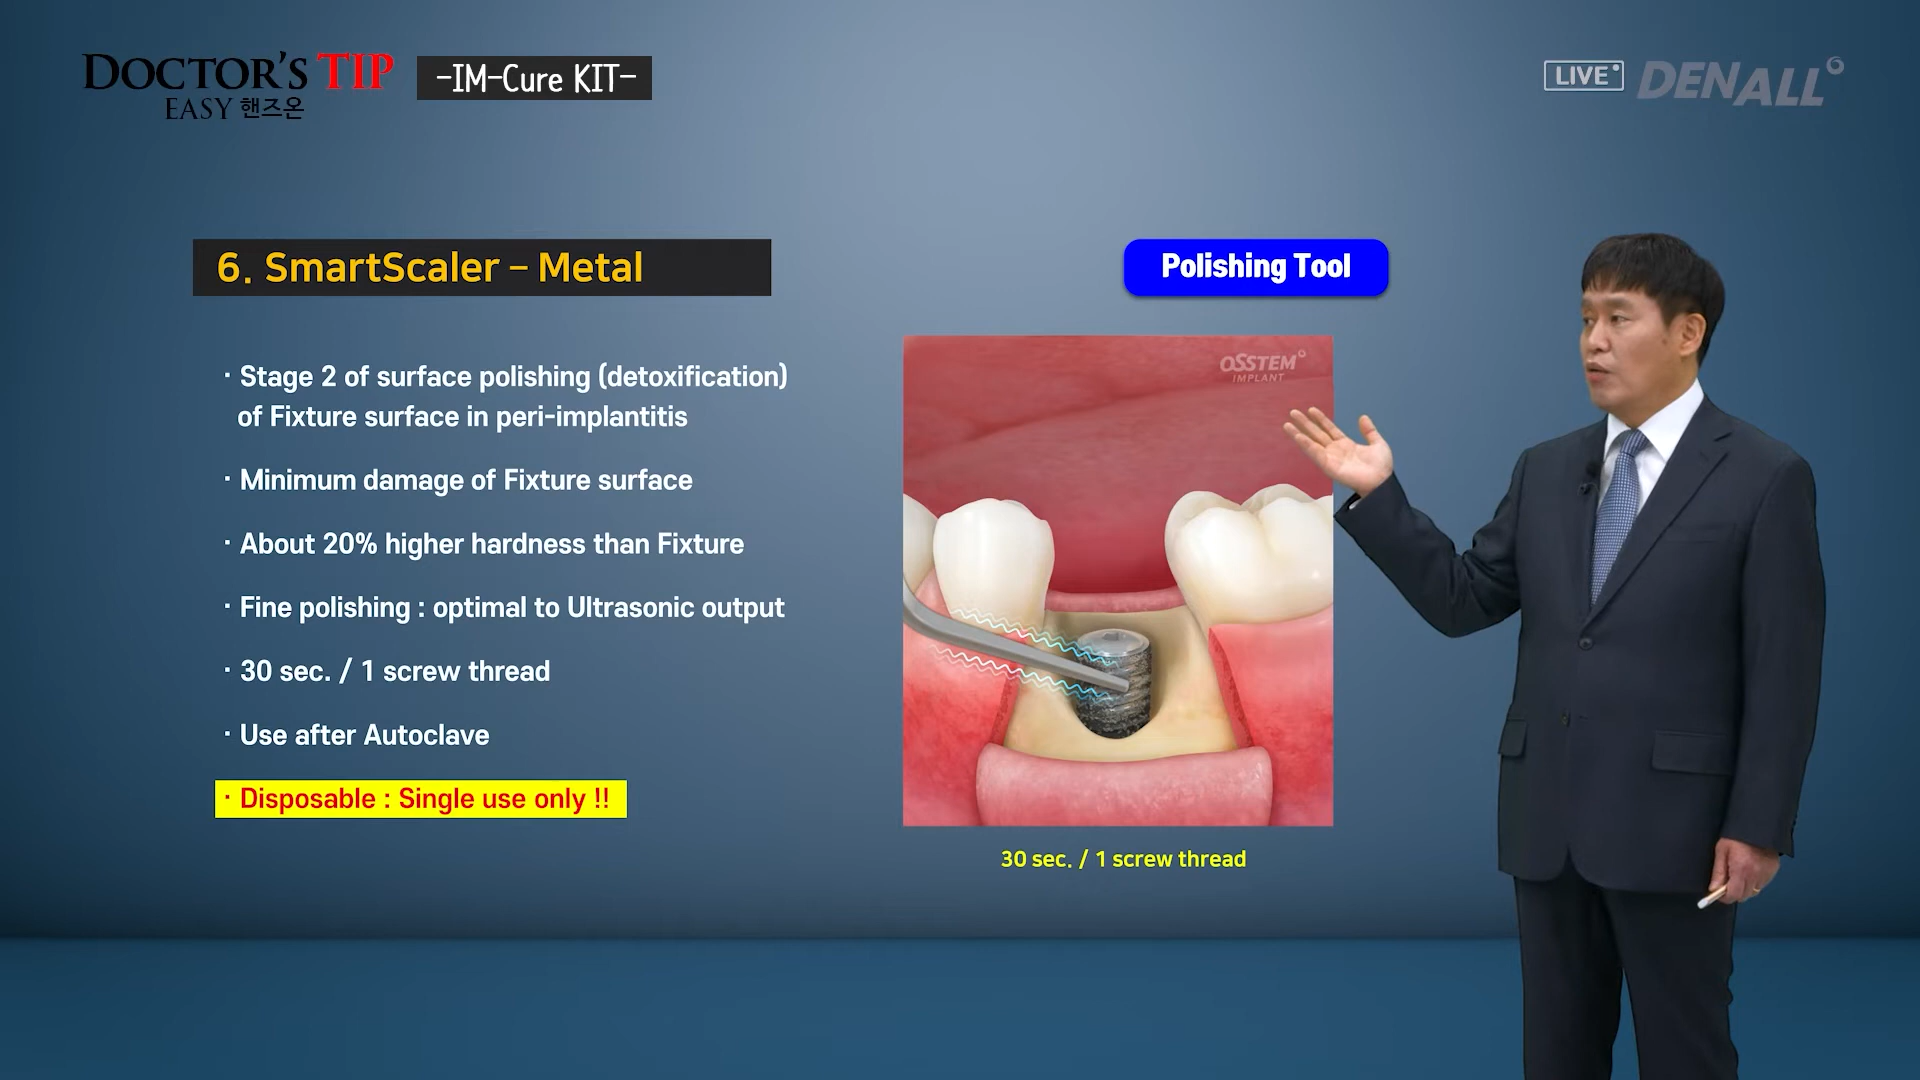 DOCTOR'S TIP
EASY 핸즈온
-IM-Cure KIT-
LIVE
DENALL
6. SmartScaler – Metal
Polishing Tool
· Stage 2 of surface polishing (detoxification)
of Fixture surface in peri-implantitis
· Minimum damage of Fixture surface
· About 20% higher hardness than Fixture
· Fine polishing : optimal to Ultrasonic output
· 30 sec. / 1 screw thread
· Use after Autoclave
· Disposable : Single use only !!
OSSTEM
IMPLANT
30 sec. / 1 screw thread